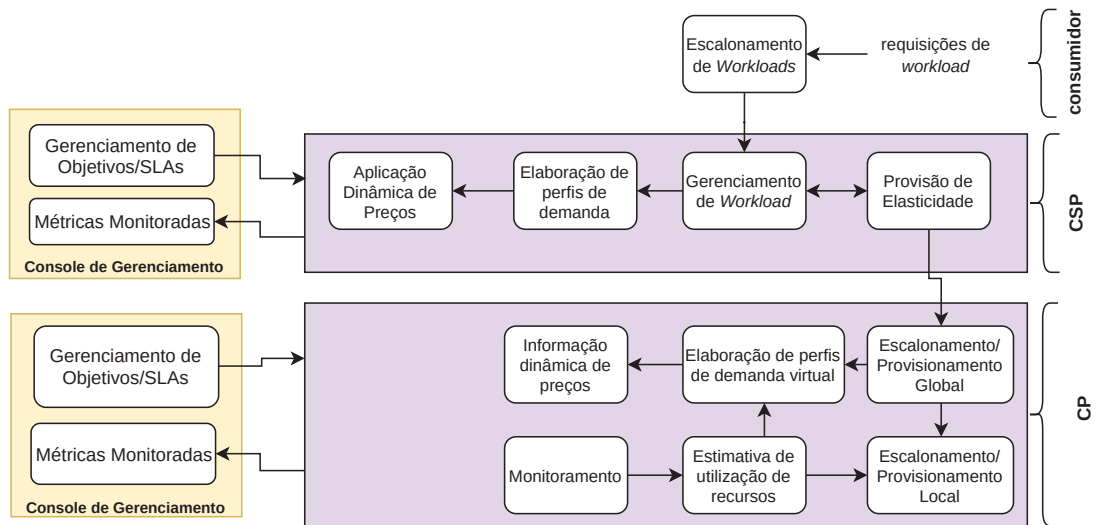 Escalonamento
de Workloads
requisições de
workload
consumidor
Gerenciamento de
Objetivos/SLAs
Métricas Monitoradas
Console de Gerenciamento
Aplicação
Dinâmica de
Preços
Elaboração de
perfis de
demanda
Gerenciamento
de Workload
Provisão de
Elasticidade
CSP
Gerenciamento de
Objetivos/SLAs
Métricas Monitoradas
Console de Gerenciamento
Informação
dinâmica de
preços
Elaboração de perfis
de demanda virtual
Escalonamento/
Provisionamento
Global
Monitoramento
Estimativa de
utilização de
recursos
Escalonamento/
Provisionamento
Local
CP